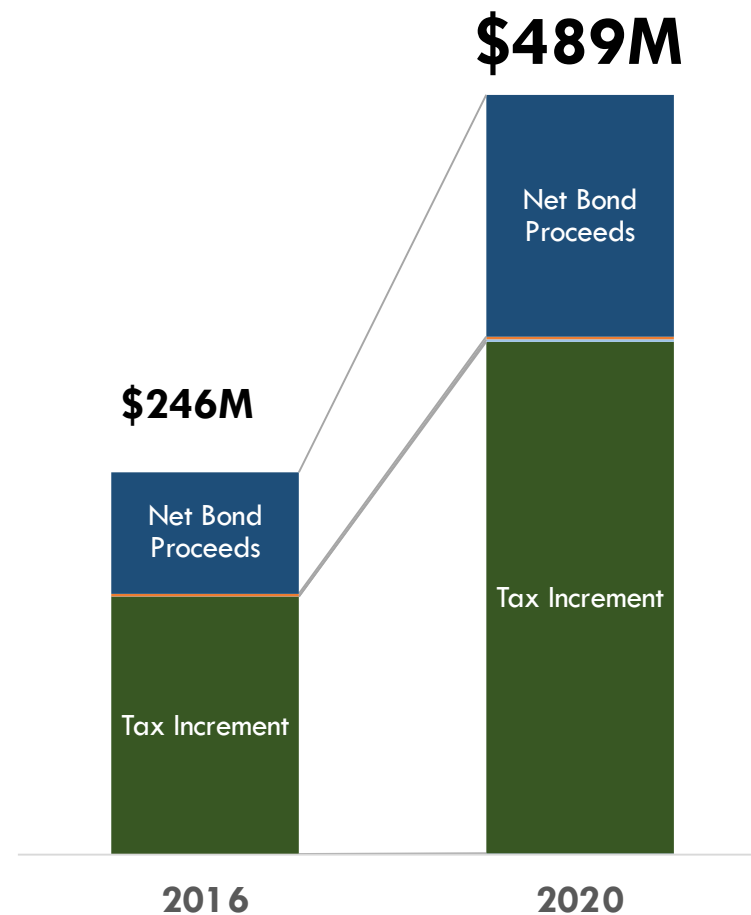 $489M
Net Bond
Proceeds
$246M
Net Bond
Proceeds
Tax Increment
Tax Increment
2016
2020